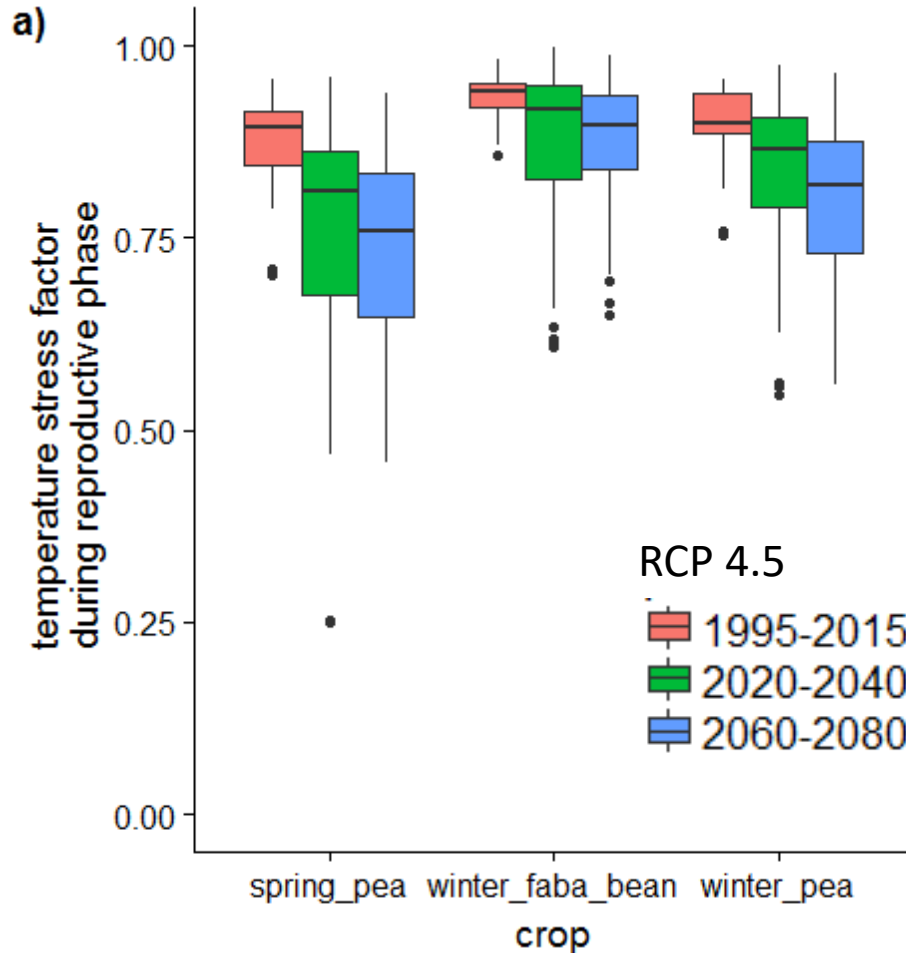 a)
1.00
0.75
0.50
0.25
0.00
temperature stress factor
during reproductive phase
RCP 4.5
1995-2015
2020-2040
2060-2080
spring_pea winter_faba_bean winter_pea
crop